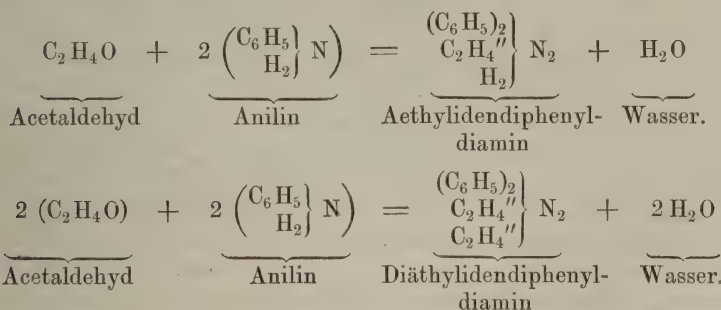 C₂H₄O + 2 (C₆H₅ H₂} N) = (C₆H₅)₂ C₂H₄″ H₂} N₂ + H₂O
Acetaldehyd Anilin Aethylidendiphenyl- Wasser.
diamin
2 (C₂H₄O) + 2 (C₆H₅ H₂} N) = (C₆H₅)₂ C₂H₄″ C₂H₄″} N₂ + 2 H₂O
Acetaldehyd Anilin Diäthylidendiphenyl- Wasser.
diamin